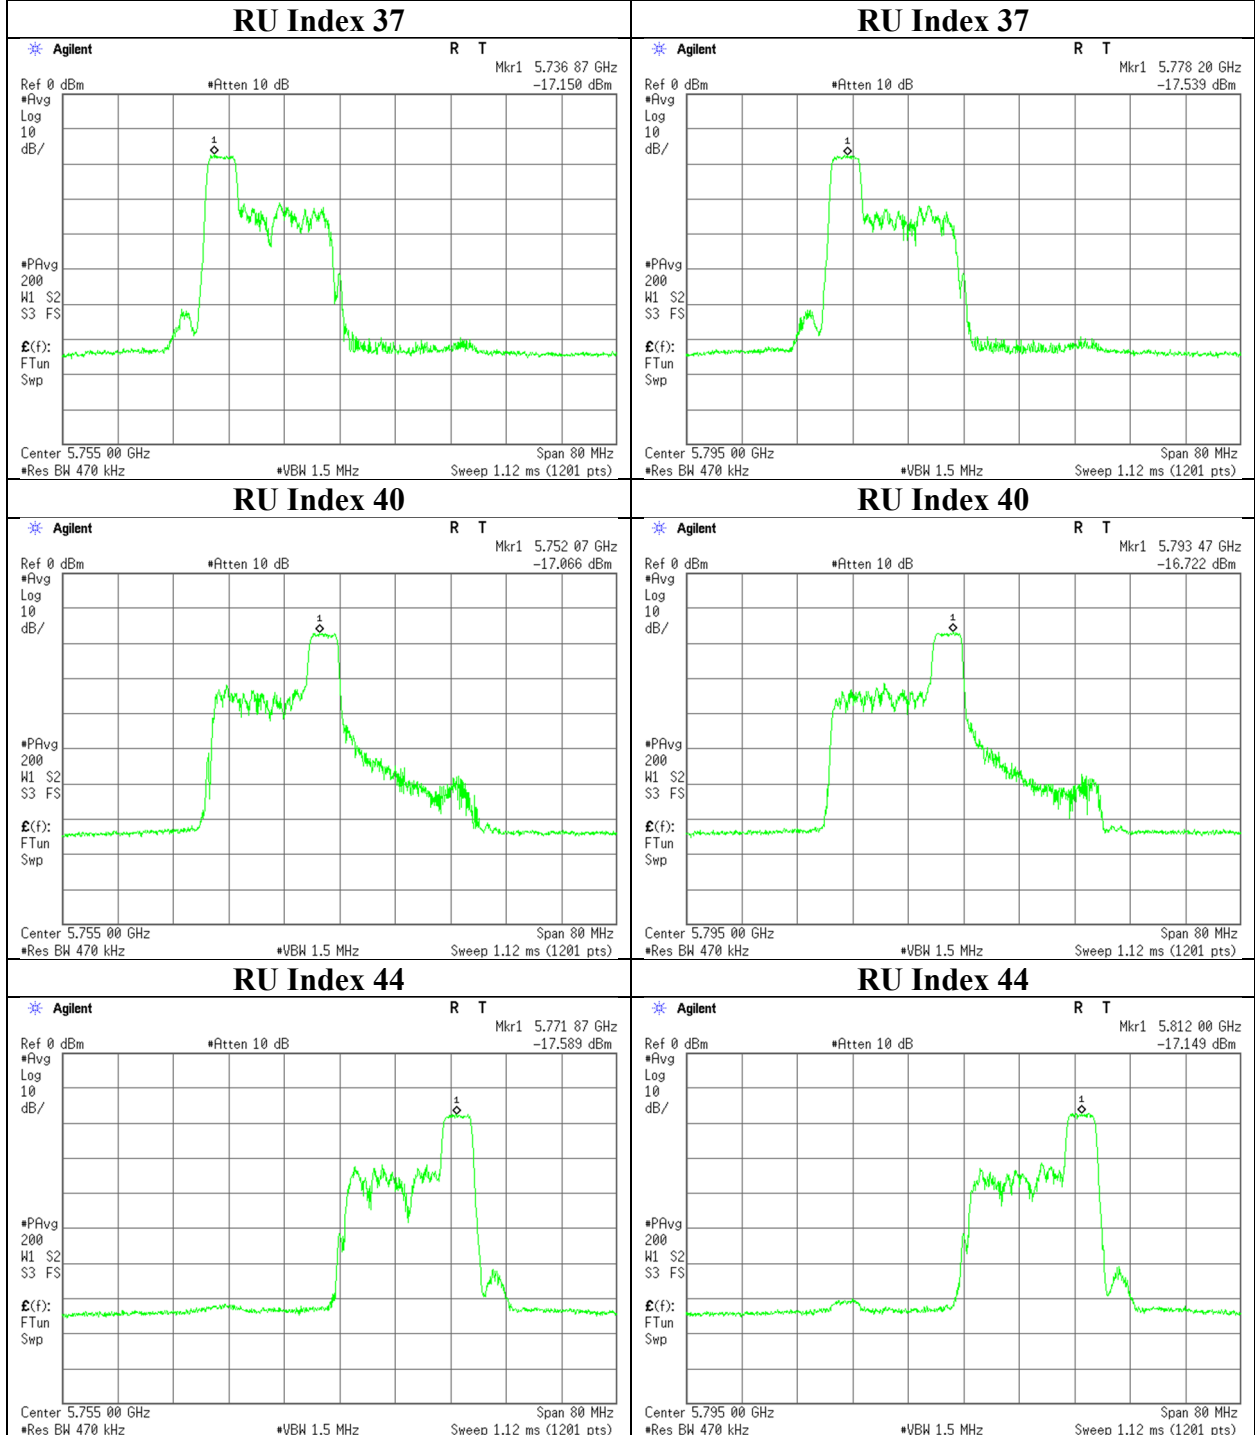 RU Index 37
Agilent
R T
Mkr1 5.736 87 GHz
Ref 0 dBm #Atten 10 dB -17.150 dBm
#Avg
Log
10
dB/
1
#PAvg
200
W1 S2
S3 FS
£(f):
FTun
Swp
Center 5.755 00 GHz Span 80 MHz
#Res BW 470 kHz #VBW 1.5 MHz Sweep 1.12 ms (1201 pts)
RU Index 37
Agilent
R T
Mkr1 5.778 20 GHz
Ref 0 dBm #Atten 10 dB -17.539 dBm
#Avg
Log
10
dB/
1
#PAvg
200
W1 S2
S3 FS
£(f):
FTun
Swp
Center 5.795 00 GHz Span 80 MHz
#Res BW 470 kHz #VBW 1.5 MHz Sweep 1.12 ms (1201 pts)
RU Index 40
Agilent
R T
Mkr1 5.752 07 GHz
Ref 0 dBm #Atten 10 dB -17.066 dBm
#Avg
Log
10
dB/
1
#PAvg
200
W1 S2
S3 FS
£(f):
FTun
Swp
Center 5.755 00 GHz Span 80 MHz
#Res BW 470 kHz #VBW 1.5 MHz Sweep 1.12 ms (1201 pts)
RU Index 40
Agilent
R T
Mkr1 5.793 47 GHz
Ref 0 dBm #Atten 10 dB -16.722 dBm
#Avg
Log
10
dB/
1
#PAvg
200
W1 S2
S3 FS
£(f):
FTun
Swp
Center 5.795 00 GHz Span 80 MHz
#Res BW 470 kHz #VBW 1.5 MHz Sweep 1.12 ms (1201 pts)
RU Index 44
Agilent
R T
Mkr1 5.771 87 GHz
Ref 0 dBm #Atten 10 dB -17.589 dBm
#Avg
Log
10
dB/
1
#PAvg
200
W1 S2
S3 FS
£(f):
FTun
Swp
Center 5.755 00 GHz Span 80 MHz
#Res BW 470 kHz #VBW 1.5 MHz Sweep 1.12 ms (1201 pts)
RU Index 44
Agilent
R T
Mkr1 5.812 00 GHz
Ref 0 dBm #Atten 10 dB -17.149 dBm
#Avg
Log
10
dB/
1
#PAvg
200
W1 S2
S3 FS
£(f):
FTun
Swp
Center 5.795 00 GHz Span 80 MHz
#Res BW 470 kHz #VBW 1.5 MHz Sweep 1.12 ms (1201 pts)